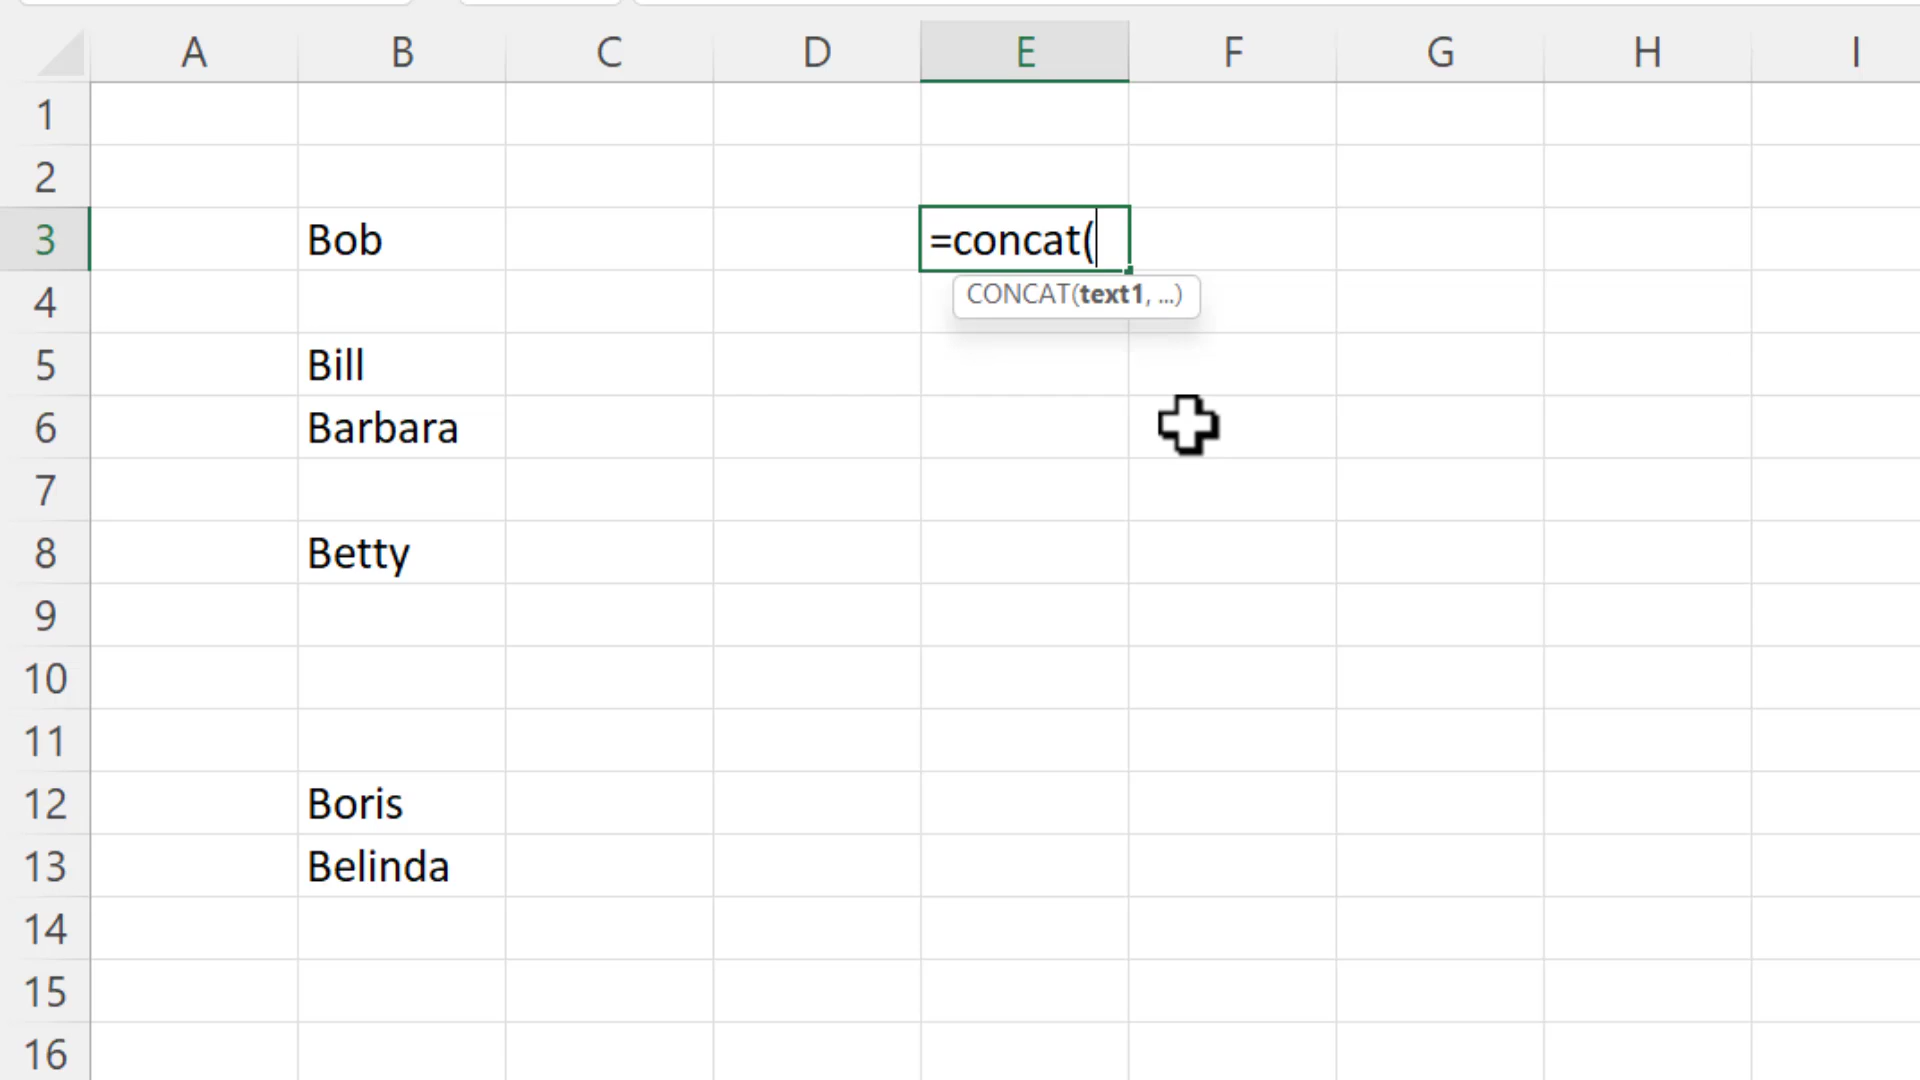 A B C D E F G H I
1
2
3 Bob =concat(
4 CONCAT(text1, ...)
5 Bill
6 Barbara
7
8 Betty
9
10
11
12 Boris
13 Belinda
14
15
16